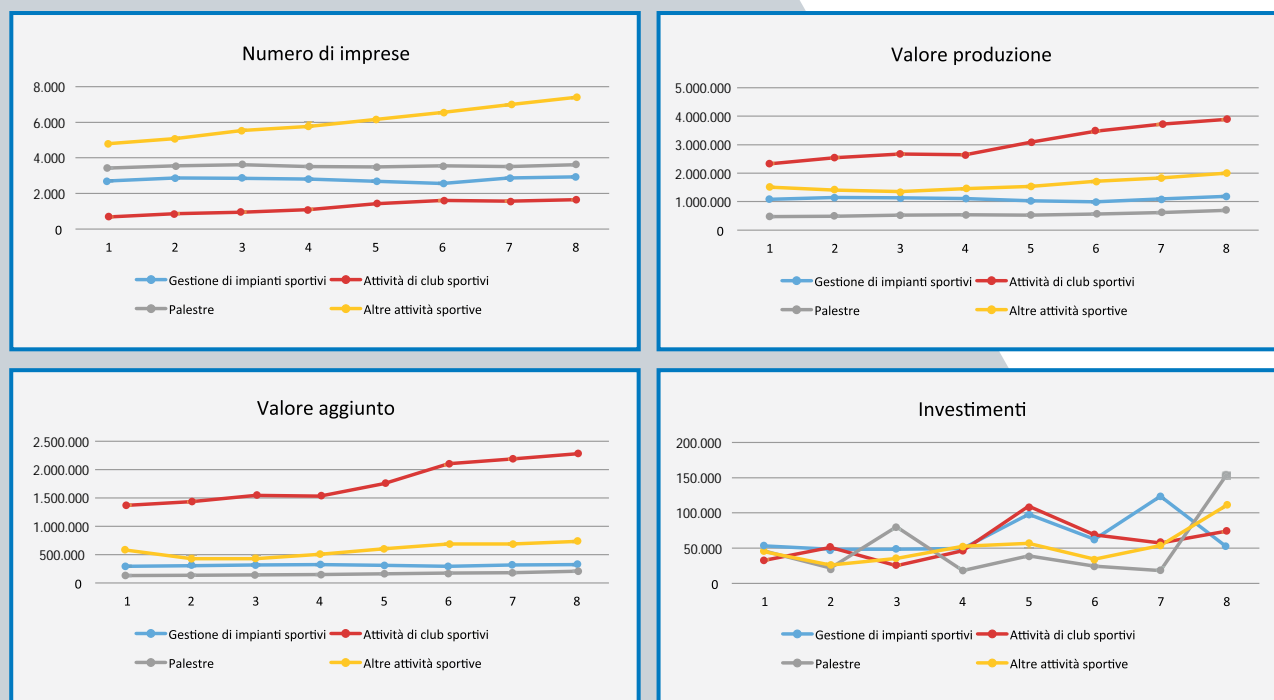 Numero di imprese
8.000
6.000
4.000
2.000
0
1 2 3 4 5 6 7 8
Gestione di impianti sportivi Attività di club sportivi
Palestre Altre attività sportive
Valore produzione
5.000.000
4.000.000
3.000.000
2.000.000
1.000.000
0
1 2 3 4 5 6 7 8
Gestione di impianti sportivi Attività di club sportivi
Palestre Altre attività sportive
Valore aggiunto
2.500.000
2.000.000
1.500.000
1.000.000
500.000
0
1 2 3 4 5 6 7 8
Gestione di impianti sportivi Attività di club sportivi
Palestre Altre attività sportive
Investimenti
200.000
150.000
100.000
50.000
0
1 2 3 4 5 6 7 8
Gestione di impianti sportivi Attività di club sportivi
Palestre Altre attività sportive